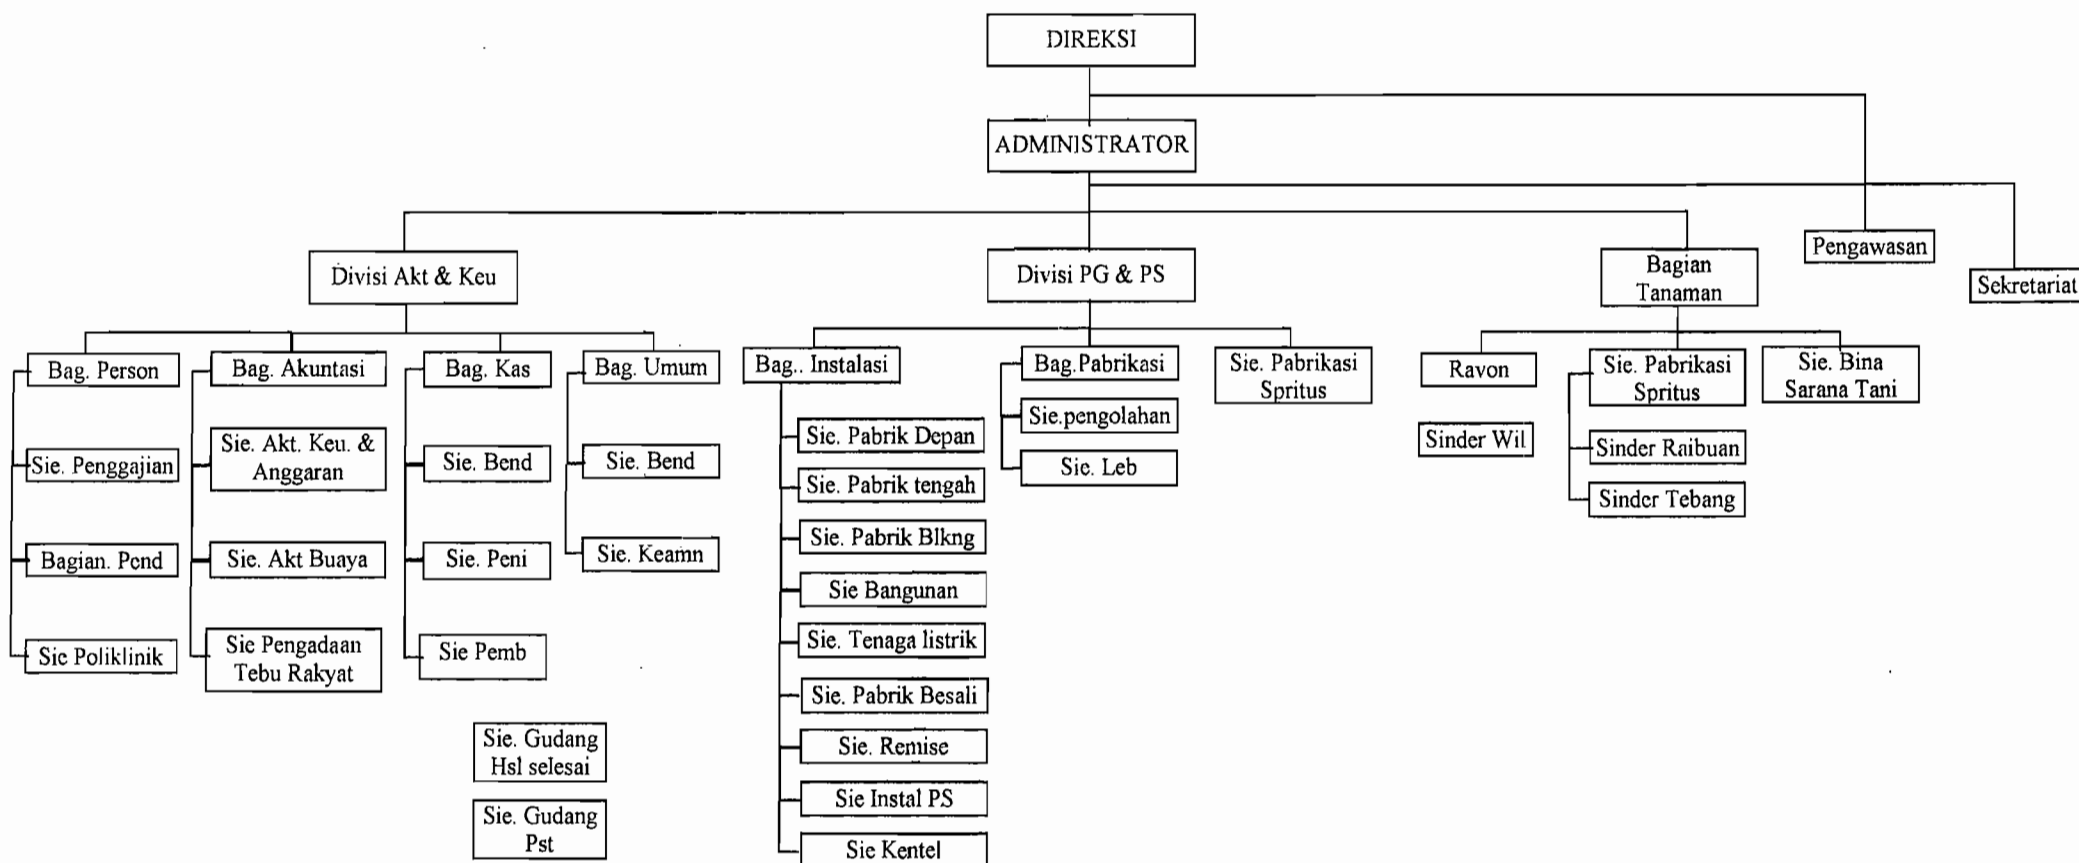 DIREKSI
ADMINISTRATOR
Pengawasan
Sekretariat
Divisi Akt & Keu
Divisi PG & PS
Bagian
Tanaman
Bag. Person
Bag. Akuntasi
Bag. Kas
Bag. Umum
Bag.. Instalasi
Bag.Pabrikasi
Sie. Pabrikasi
Spritus
Ravon
Sie. Pabrikasi
Spritus
Sie. Bina
Sarana Tani
Sie. Penggajian
Bagian. Pend
Sie Poliklinik
Sie. Akt. Keu. &
Anggaran
Sie. Akt Buaya
Sie Pengadaan
Tebu Rakyat
Sie. Bend
Sie. Peni
Sie Pemb
Sie. Gudang
Hsl selesai
Sie. Gudang
Pst
Sie. Bend
Sie. Keamn
Sie. Pabrik Depan
Sie. Pabrik tengah
Sie. Pabrik Blkng
Sie Bangunan
Sie. Tenaga listrik
Sie. Pabrik Besali
Sie. Remise
Sie Instal PS
Sie Kentel
Sie.pengolahan
Sie. Leb
Sinder Wil
Sinder Raibuan
Sinder Tebang